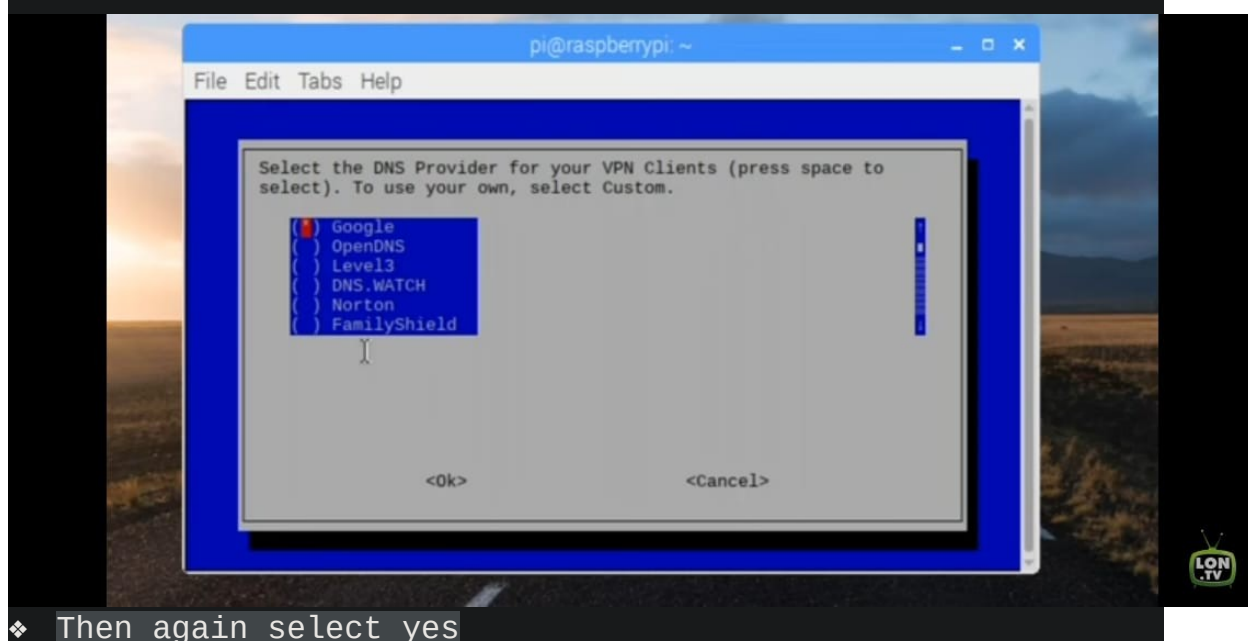 pi@raspberrypi: ~
File Edit Tabs Help
Select the DNS Provider for your VPN Clients (press space to
select). To use your own, select Custom.
(*) Google
( ) OpenDNS
( ) Level3
( ) DNS.WATCH
( ) Norton
( ) FamilyShield
<Ok> <Cancel>
LON
.TV
❖ Then again select yes